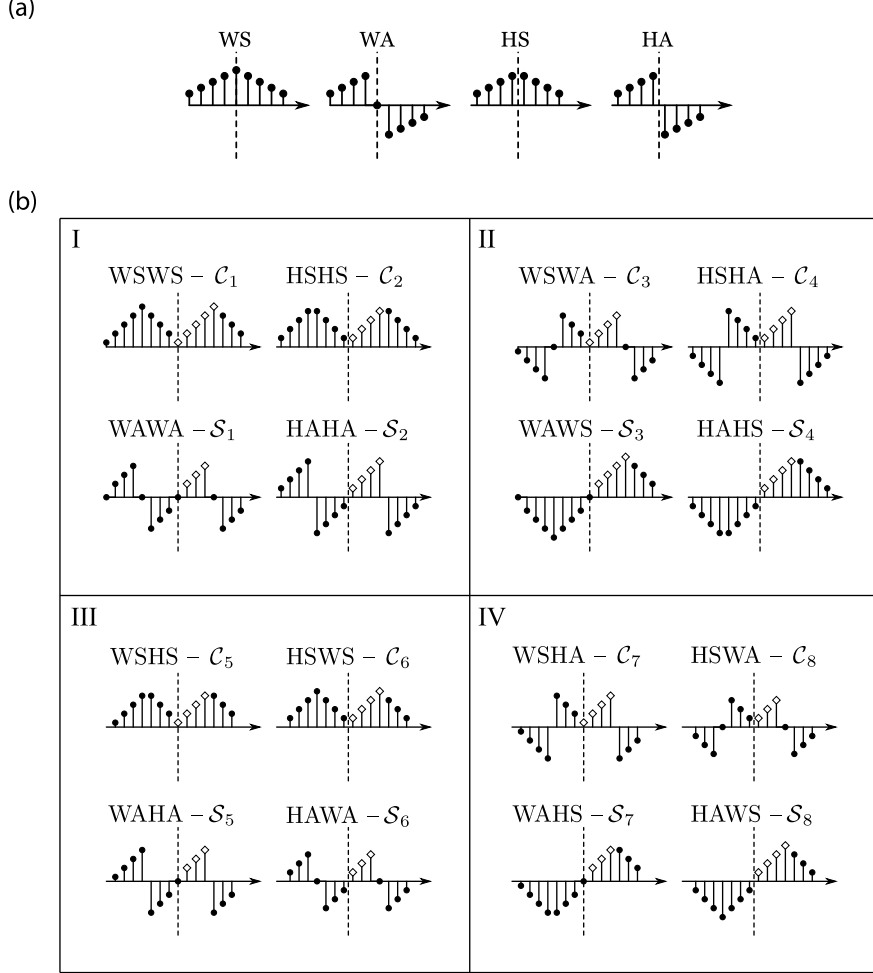 (a)
WS WA HS HA
(b)
I II
WSWS – C₁ HSHS – C₂ WSWA – C₃ HSHA – C₄
WAWA – S₁ HAHA – S₂ WAWS – S₃ HAHS – S₄
III IV
WSHS – C₅ HSWS – C₆ WSHA – C₇ HSWA – C₈
WAHA – S₅ HAWA – S₆ WAHS – S₇ HAWS – S₈